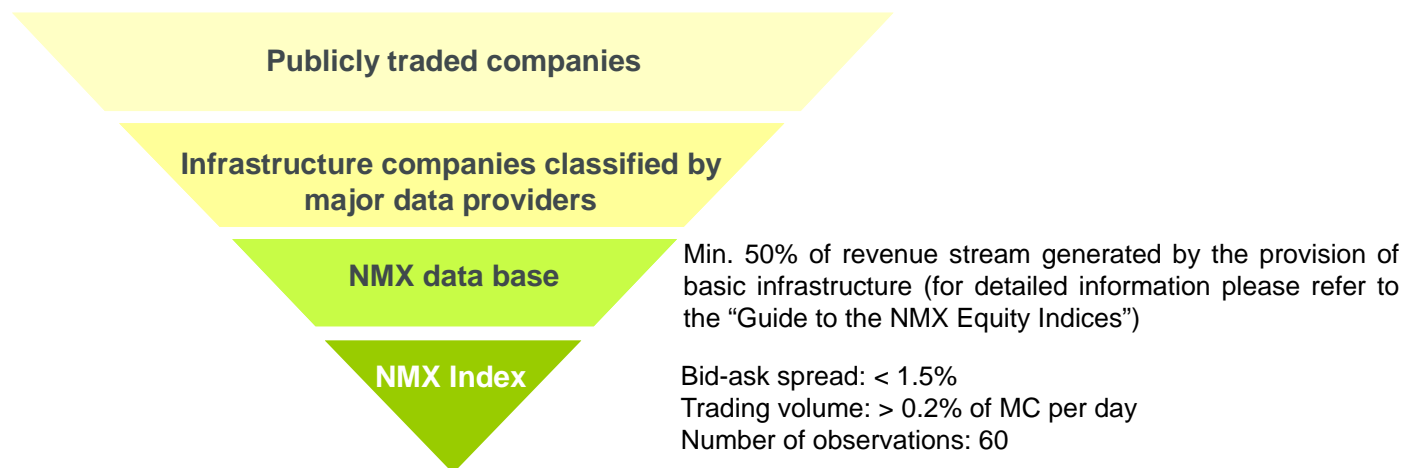 Publicly traded companies
Infrastructure companies classified by
major data providers
NMX data base
Min. 50% of revenue stream generated by the provision of
basic infrastructure (for detailed information please refer to
the “Guide to the NMX Equity Indices”)
NMX Index
Bid-ask spread: < 1.5%
Trading volume: > 0.2% of MC per day
Number of observations: 60